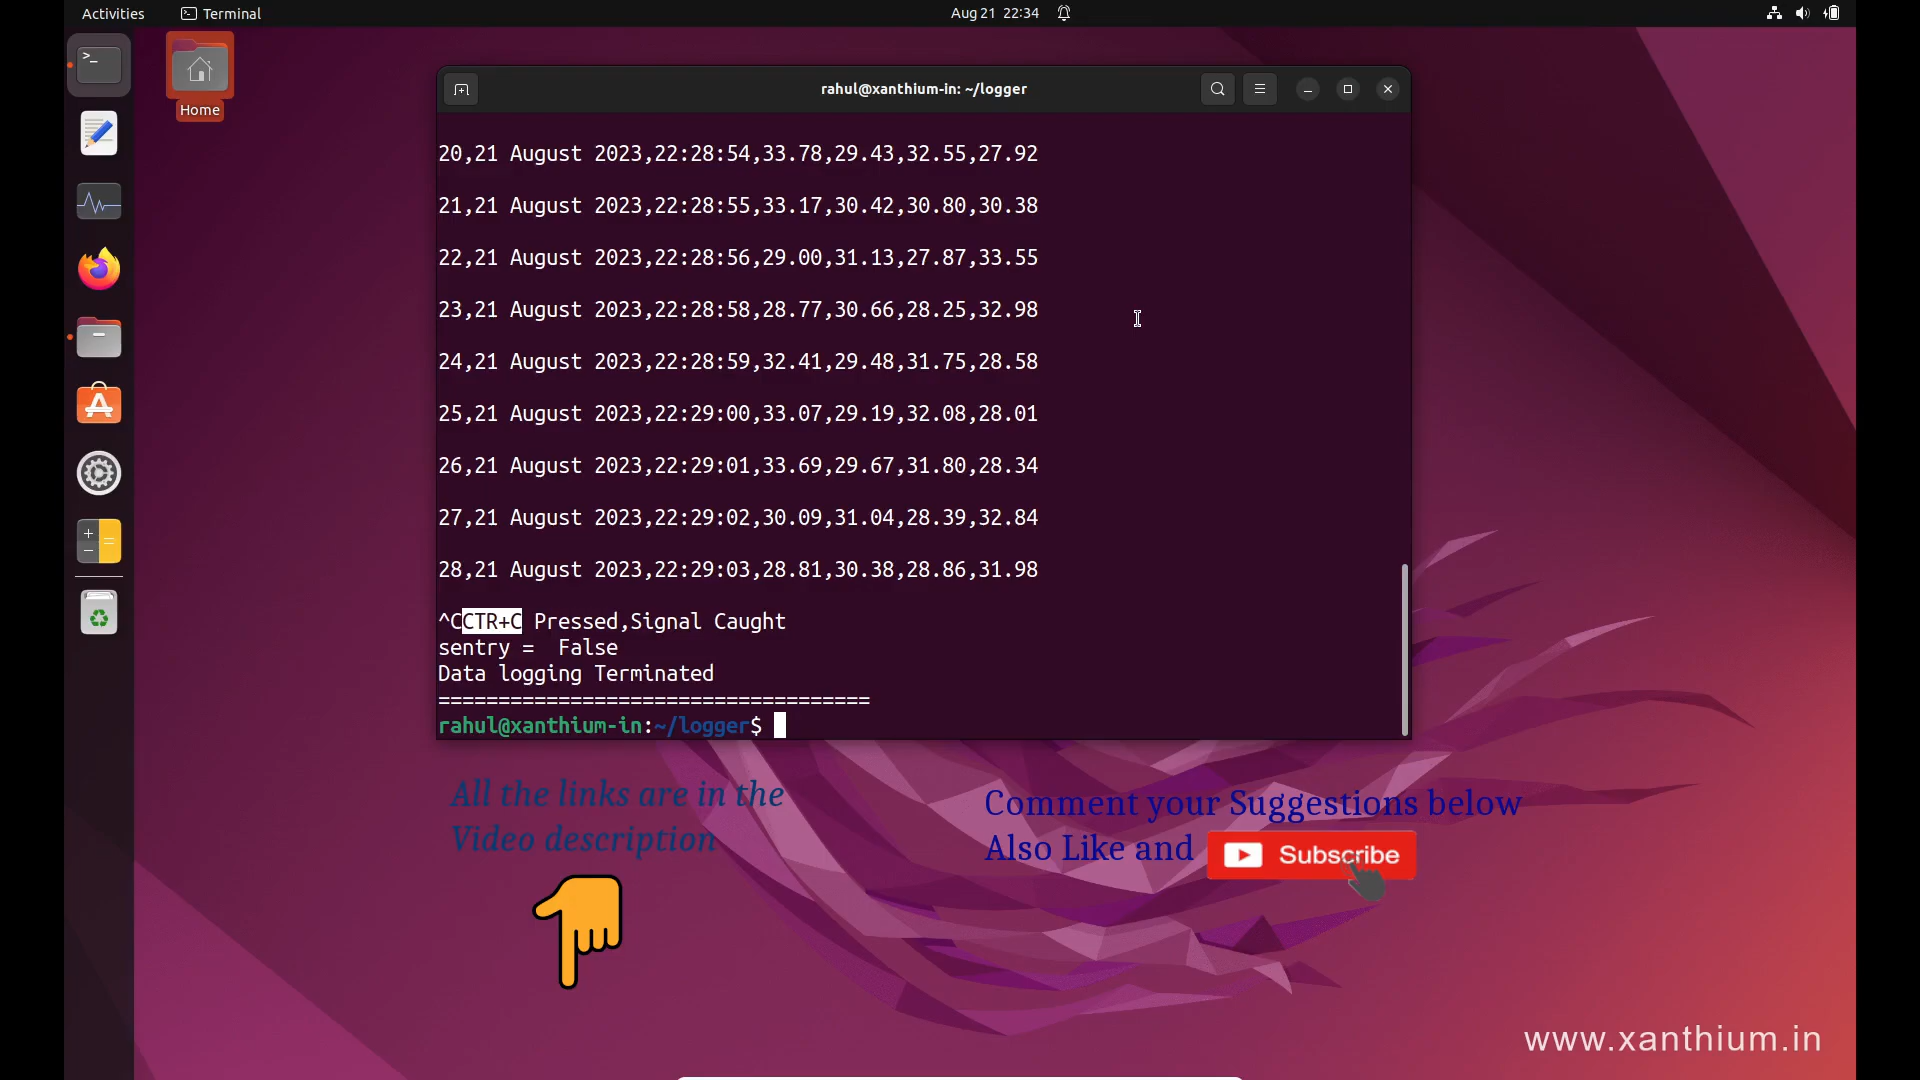 Activities
Terminal
Aug 21 22:34
Home
rahul@xanthium-in: ~/logger
20,21 August 2023,22:28:54,33.78,29.43,32.55,27.92
21,21 August 2023,22:28:55,33.17,30.42,30.80,30.38
22,21 August 2023,22:28:56,29.00,31.13,27.87,33.55
23,21 August 2023,22:28:58,28.77,30.66,28.25,32.98
24,21 August 2023,22:28:59,32.41,29.48,31.75,28.58
25,21 August 2023,22:29:00,33.07,29.19,32.08,28.01
26,21 August 2023,22:29:01,33.69,29.67,31.80,28.34
27,21 August 2023,22:29:02,30.09,31.04,28.39,32.84
28,21 August 2023,22:29:03,28.81,30.38,28.86,31.98
^CCTR+C Pressed,Signal Caught
sentry =  False
Data logging Terminated
====================================
rahul@xanthium-in:~/logger$
All the links are in the
Video description
Comment your Suggestions below
Also Like and Subscribe
www.xanthium.in